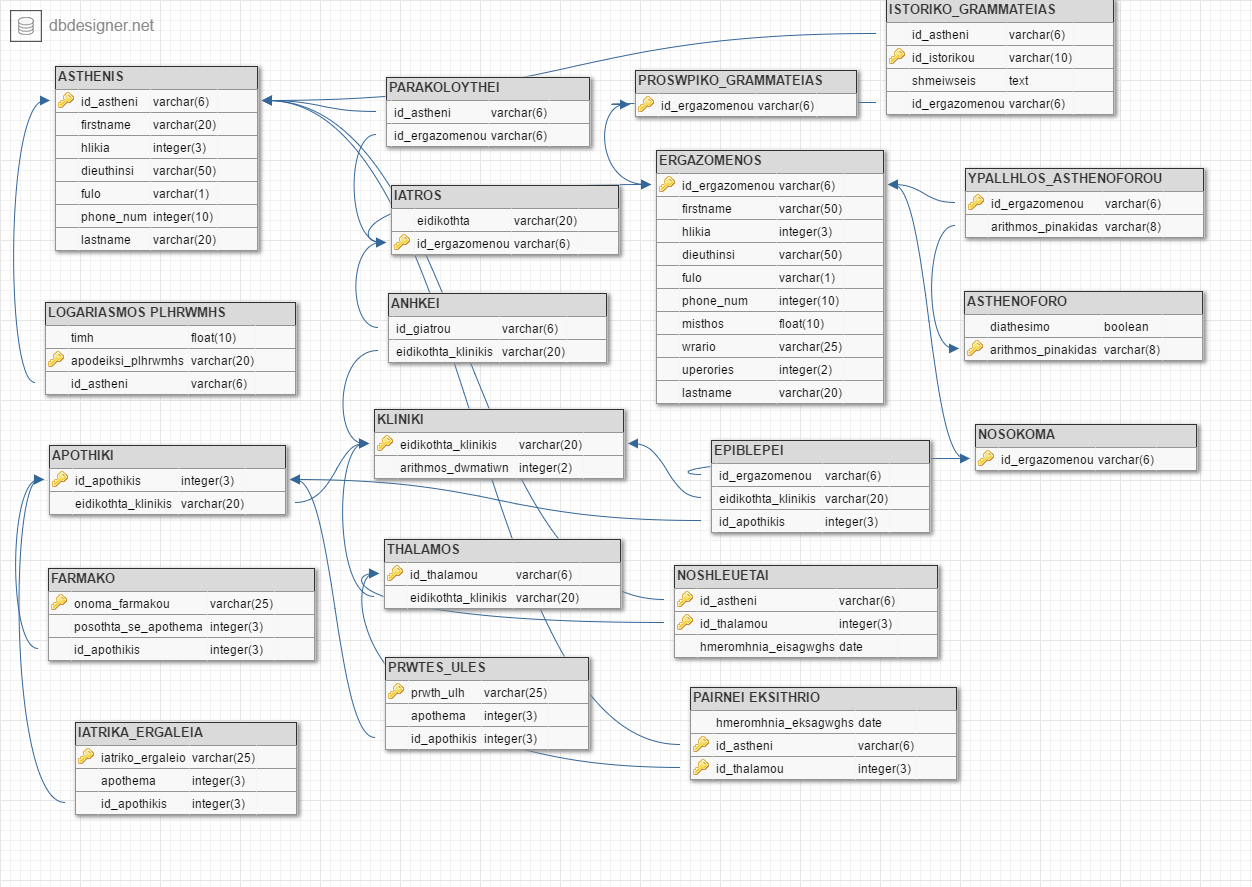 dbdesigner.net
ISTORIKO_GRAMMATEIAS
id_astheni varchar(6)
id_istorikou varchar(10)
shmeiwseis text
id_ergazomenou varchar(6)
ASTHENIS
id_astheni varchar(6)
firstname varchar(20)
hlikia integer(3)
dieuthinsi varchar(50)
fulo varchar(1)
phone_num integer(10)
lastname varchar(20)
PARAKOLOYTHEI
id_astheni varchar(6)
id_ergazomenou varchar(6)
PROSWPIKO_GRAMMATEIAS
id_ergazomenou varchar(6)
IATROS
eidikothta varchar(20)
id_ergazomenou varchar(6)
ERGAZOMENOS
id_ergazomenou varchar(6)
firstname varchar(50)
hlikia integer(3)
dieuthinsi varchar(50)
fulo varchar(1)
phone_num integer(10)
misthos float(10)
wrario varchar(25)
uperories integer(2)
lastname varchar(20)
YPALLHLOS_ASTHENOFOROU
id_ergazomenou varchar(6)
arithmos_pinakidas varchar(8)
ASTHENOFORO
diathesimo boolean
arithmos_pinakidas varchar(8)
LOGARIASMOS PLHRWMHS
timh float(10)
apodeiksi_plhrwmhs varchar(20)
id_astheni varchar(6)
ANHKEI
id_giatrou varchar(6)
eidikothta_klinikis varchar(20)
KLINIKI
eidikothta_klinikis varchar(20)
arithmos_dwmatiwn integer(2)
EPIBLEPEI
id_ergazomenou varchar(6)
eidikothta_klinikis varchar(20)
id_apothikis integer(3)
NOSOKOMA
id_ergazomenou varchar(6)
APOTHIKI
id_apothikis integer(3)
eidikothta_klinikis varchar(20)
THALAMOS
id_thalamou varchar(6)
eidikothta_klinikis varchar(20)
NOSHLEUETAI
id_astheni varchar(6)
id_thalamou integer(3)
hmeromhnia_eisagwghs date
FARMAKO
onoma_farmakou varchar(25)
posothta_se_apothema integer(3)
id_apothikis integer(3)
PRWTES_ULES
prwth_ulh varchar(25)
apothema integer(3)
id_apothikis integer(3)
PAIRNEI EKSITHRIO
hmeromhnia_eksagwghs date
id_astheni varchar(6)
id_thalamou integer(3)
IATRIKA_ERGALEIA
iatriko_ergaleio varchar(25)
apothema integer(3)
id_apothikis integer(3)